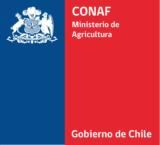 CONAF
Ministerio de
Agricultura
Gobierno de Chile